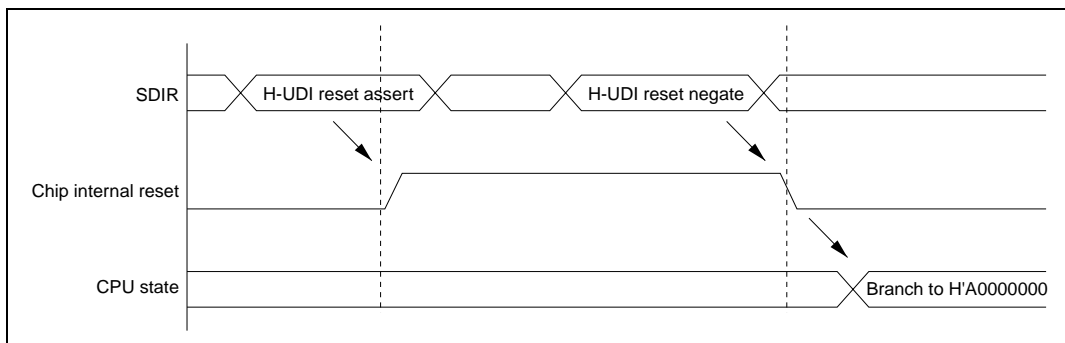 SDIR
H-UDI reset assert
H-UDI reset negate
Chip internal reset
CPU state
Branch to H'A0000000